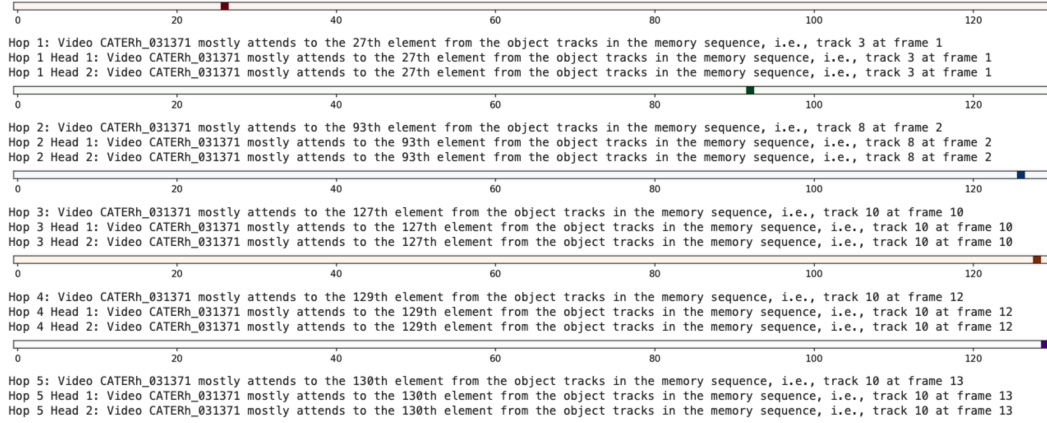 0 20 40 60 80 100 120
Hop 1: Video CATERh_031371 mostly attends to the 27th element from the object tracks in the memory sequence, i.e., track 3 at frame 1
Hop 1 Head 1: Video CATERh_031371 mostly attends to the 27th element from the object tracks in the memory sequence, i.e., track 3 at frame 1
Hop 1 Head 2: Video CATERh_031371 mostly attends to the 27th element from the object tracks in the memory sequence, i.e., track 3 at frame 1
0 20 40 60 80 100 120
Hop 2: Video CATERh_031371 mostly attends to the 93th element from the object tracks in the memory sequence, i.e., track 8 at frame 2
Hop 2 Head 1: Video CATERh_031371 mostly attends to the 93th element from the object tracks in the memory sequence, i.e., track 8 at frame 2
Hop 2 Head 2: Video CATERh_031371 mostly attends to the 93th element from the object tracks in the memory sequence, i.e., track 8 at frame 2
0 20 40 60 80 100 120
Hop 3: Video CATERh_031371 mostly attends to the 127th element from the object tracks in the memory sequence, i.e., track 10 at frame 10
Hop 3 Head 1: Video CATERh_031371 mostly attends to the 127th element from the object tracks in the memory sequence, i.e., track 10 at frame 10
Hop 3 Head 2: Video CATERh_031371 mostly attends to the 127th element from the object tracks in the memory sequence, i.e., track 10 at frame 10
0 20 40 60 80 100 120
Hop 4: Video CATERh_031371 mostly attends to the 129th element from the object tracks in the memory sequence, i.e., track 10 at frame 12
Hop 4 Head 1: Video CATERh_031371 mostly attends to the 129th element from the object tracks in the memory sequence, i.e., track 10 at frame 12
Hop 4 Head 2: Video CATERh_031371 mostly attends to the 129th element from the object tracks in the memory sequence, i.e., track 10 at frame 12
0 20 40 60 80 100 120
Hop 5: Video CATERh_031371 mostly attends to the 130th element from the object tracks in the memory sequence, i.e., track 10 at frame 13
Hop 5 Head 1: Video CATERh_031371 mostly attends to the 130th element from the object tracks in the memory sequence, i.e., track 10 at frame 13
Hop 5 Head 2: Video CATERh_031371 mostly attends to the 130th element from the object tracks in the memory sequence, i.e., track 10 at frame 13